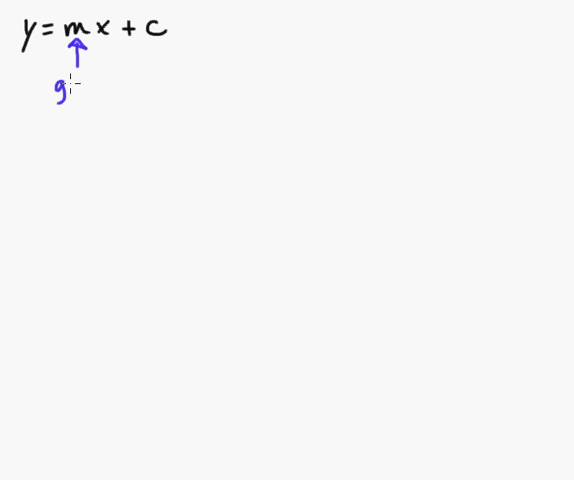 y = mx + c
g